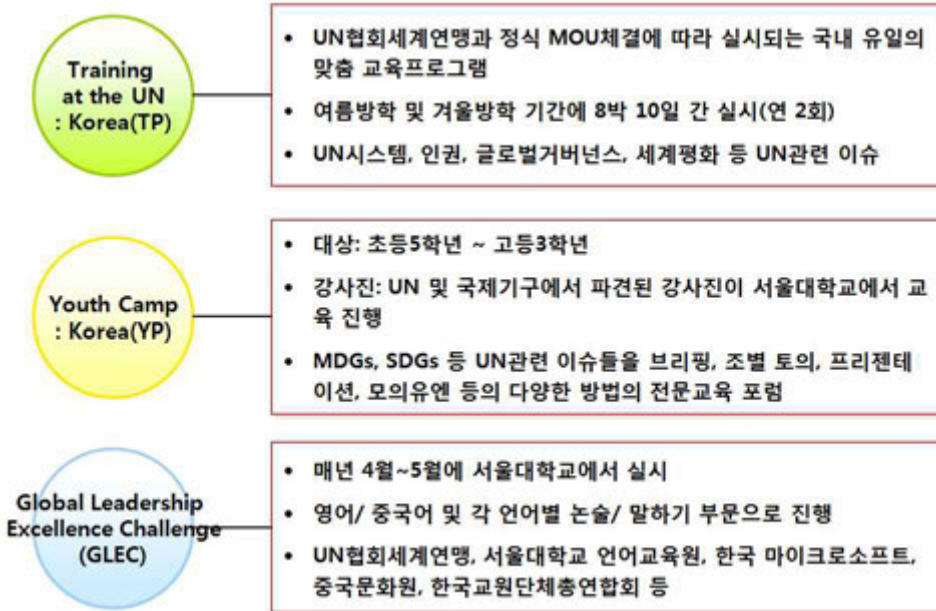 Training
at the UN
: Korea(TP)
• UN협회세계연맹과 정식 MOU체결에 따라 실시되는 국내 유일의
맞춤 교육프로그램
• 여름방학 및 겨울방학 기간에 8박 10일 간 실시(연 2회)
• UN시스템, 인권, 글로벌거버넌스, 세계평화 등 UN관련 이슈
Youth Camp
: Korea(YP)
• 대상: 초등5학년 ~ 고등3학년
• 강사진: UN 및 국제기구에서 파견된 강사진이 서울대학교에서 교
육 진행
• MDGs, SDGs 등 UN관련 이슈들을 브리핑, 조별 토의, 프리젠테
이션, 모의유엔 등의 다양한 방법의 전문교육 포럼
Global Leadership
Excellence Challenge
(GLEC)
• 매년 4월~5월에 서울대학교에서 실시
• 영어/ 중국어 및 각 언어별 논술/ 말하기 부문으로 진행
• UN협회세계연맹, 서울대학교 언어교육원, 한국 마이크로소프트,
중국문화원, 한국교원단체총연합회 등